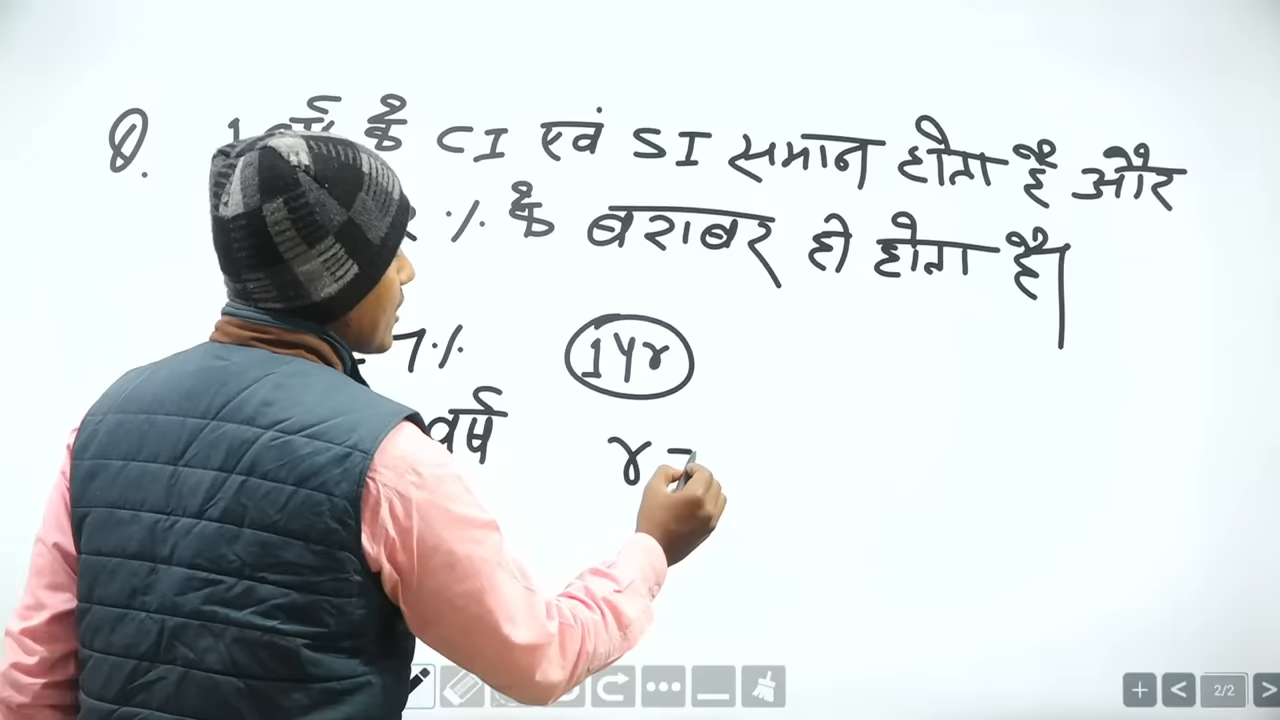 Q. 1 के CI एवं SI समान होता है और
% के बराबर ही होता है।
7% 1yr
वर्ष r =
2/2